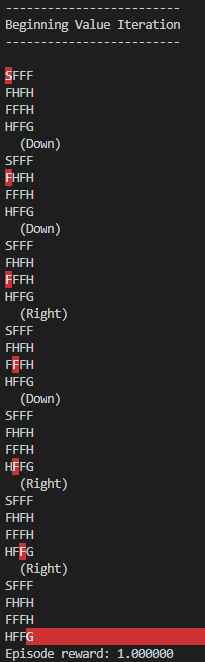 -------------------------
Beginning Value Iteration
-------------------------
SFFF
FHFH
FFFH
HFFG
(Down)
SFFF
FHFH
FFFH
HFFG
(Down)
SFFF
FHFH
FFFH
HFFG
(Right)
SFFF
FHFH
FFFH
HFFG
(Down)
SFFF
FHFH
FFFH
HFFG
(Right)
SFFF
FHFH
FFFH
HFFG
(Right)
SFFF
FHFH
FFFH
HFFG
Episode reward: 1.000000